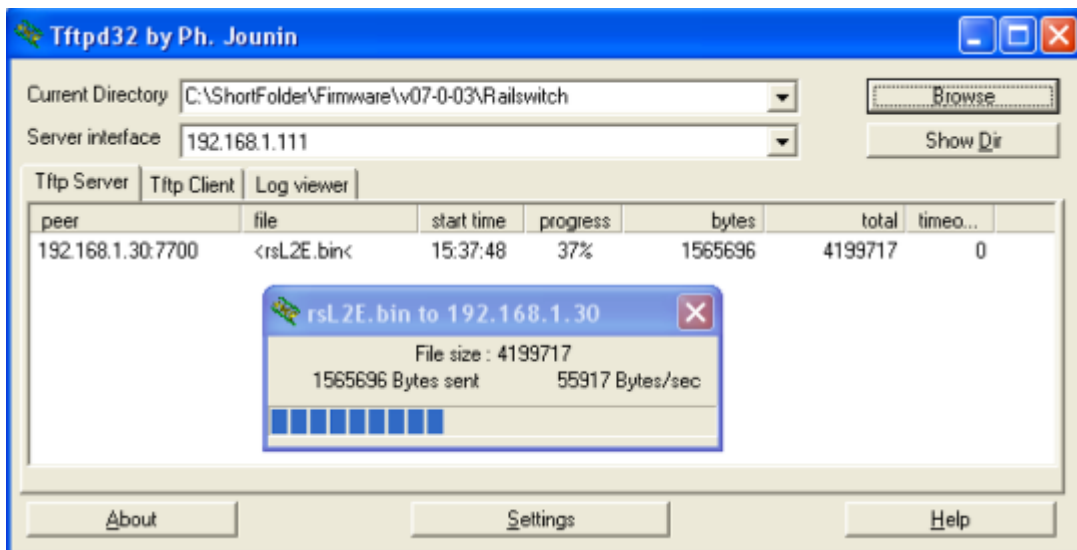 Tftpd32 by Ph. Jounin
Current Directory C:\ShortFolder\Firmware\v07-0-03\Railswitch Browse
Server interface 192.168.1.111 Show Dir
Tftp Server Tftp Client Log viewer
peer file start time progress bytes total timeo...
192.168.1.30:7700 <rsL2E.bin< 15:37:48 37% 1565696 4199717 0
rsL2E.bin to 192.168.1.30
File size : 4199717
1565696 Bytes sent 55917 Bytes/sec
About Settings Help